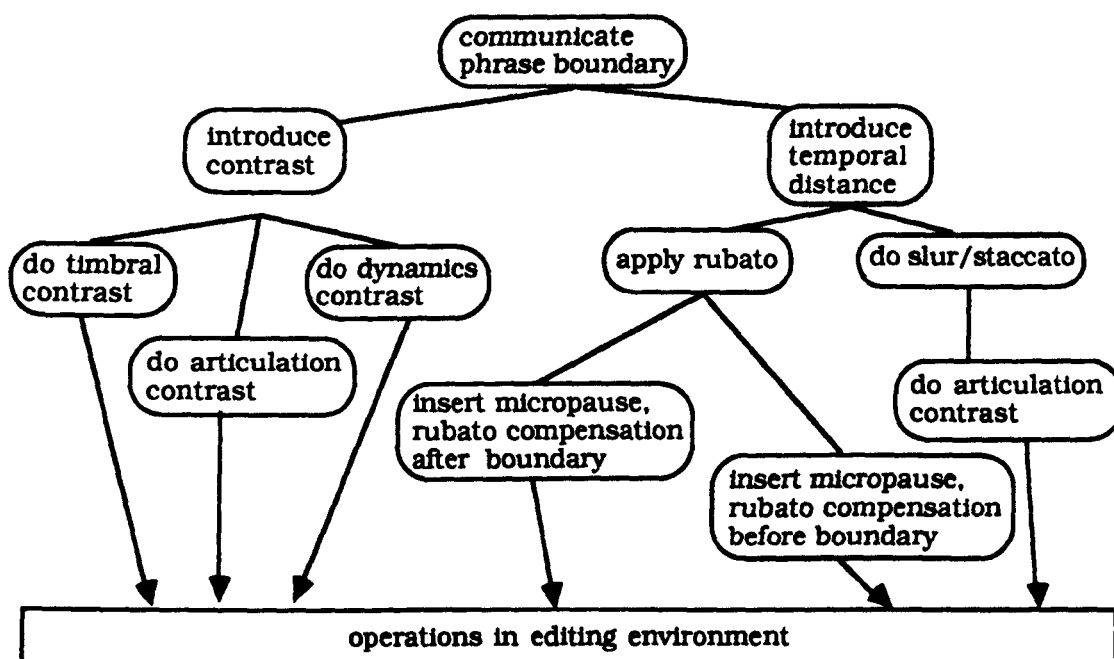 communicate
phrase boundary
introduce
contrast
introduce
temporal
distance
do timbral
contrast
do dynamics
contrast
apply rubato
do slur/staccato
do articulation
contrast
do articulation
contrast
insert micropause,
rubato compensation
after boundary
insert micropause,
rubato compensation
before boundary
operations in editing environment